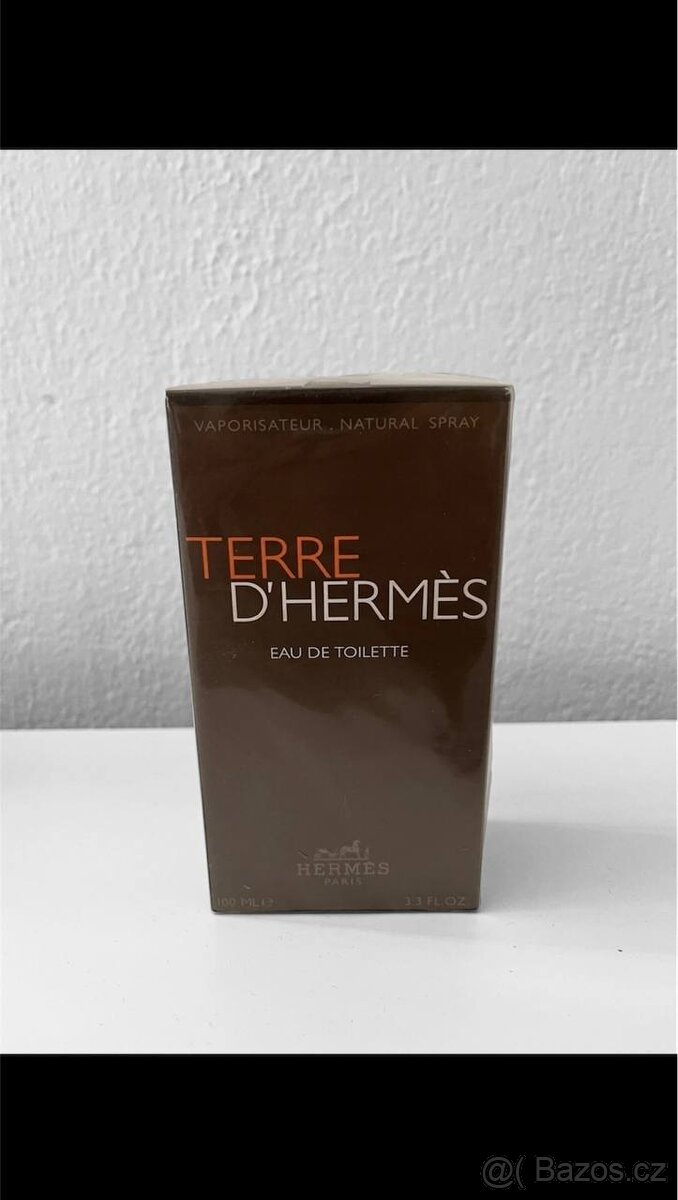 VAPORISATEUR . NATURAL SPRAY
TERRE
D'HERMÈS
EAU DE TOILETTE
HERMÈS
PARIS
100 ML℮ 3.3 FL OZ
@( Bazos.cz